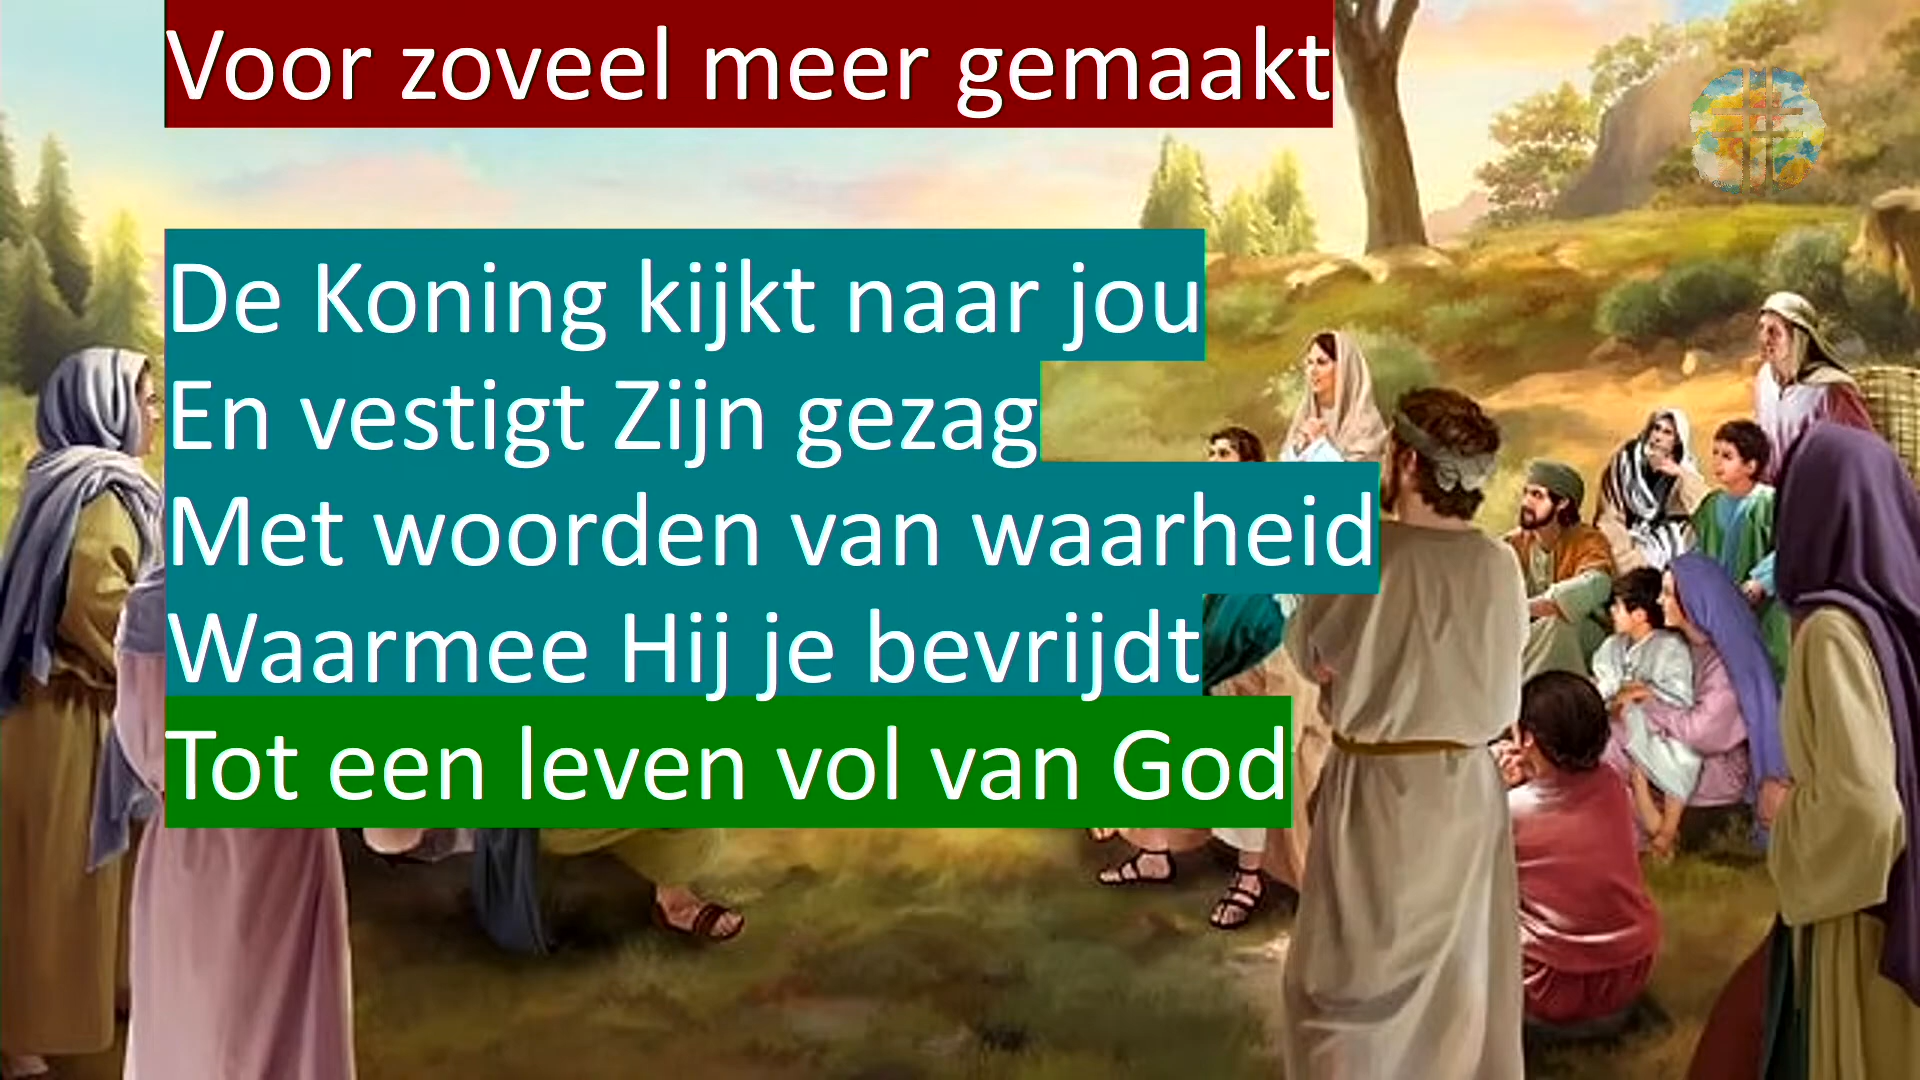 Voor zoveel meer gemaakt
De Koning kijkt naar jou
En vestigt Zijn gezag
Met woorden van waarheid
Waarmee Hij je bevrijdt
Tot een leven vol van God